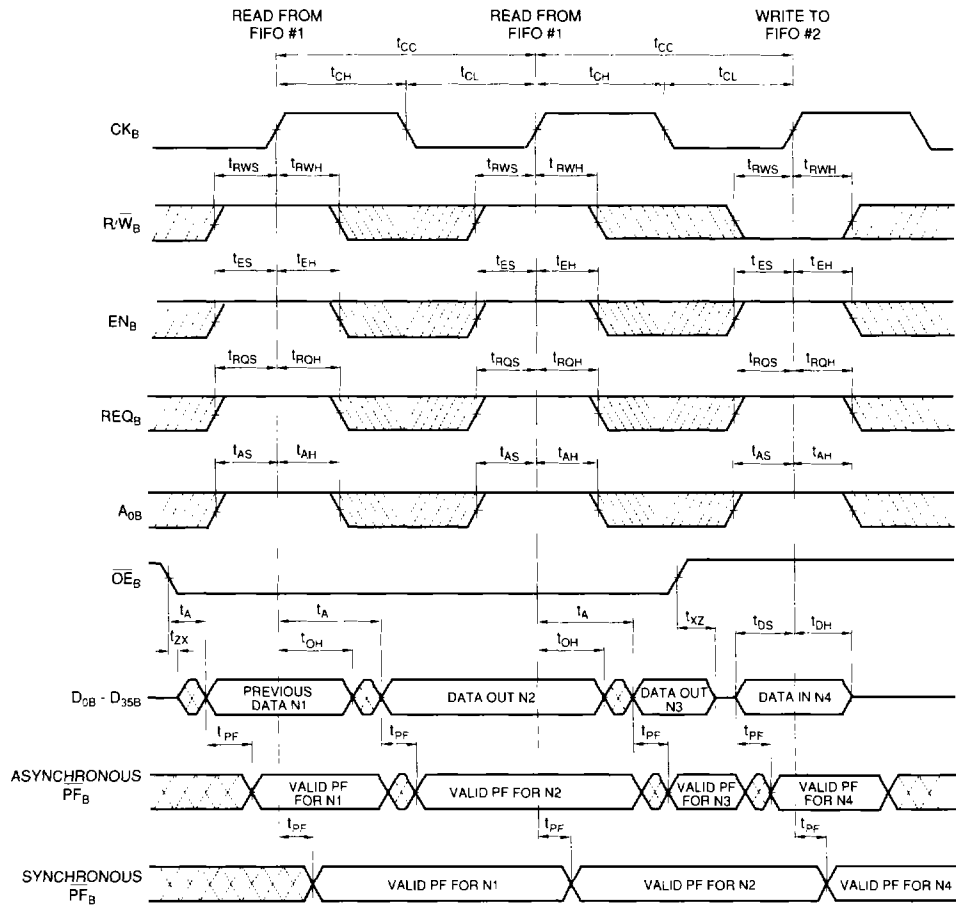 READ FROM FIFO #1
READ FROM FIFO #1
WRITE TO FIFO #2
tCC tCC
tCH tCL tCH tCL
CKB
tRWS tRWH tRWS tRWH tRWS tRWH
R/W̅B
tES tEH tES tEH tES tEH
ENB
tRQS tRQH tRQS tRQH tRQS tRQH
REQB
tAS tAH tAS tAH tAS tAH
A0B
O̅E̅B
tA tA tA tXZ tDS tDH
tZX tOH tOH
D0B - D35B
PREVIOUS DATA N1
DATA OUT N2
DATA OUT N3
DATA IN N4
tPF tPF tPF tPF
ASYNCHRONOUS P̅F̅B
VALID PF FOR N1
VALID PF FOR N2
VALID PF FOR N3
VALID PF FOR N4
tPF tPF tPF
SYNCHRONOUS P̅F̅B
VALID PF FOR N1
VALID PF FOR N2
VALID PF FOR N4